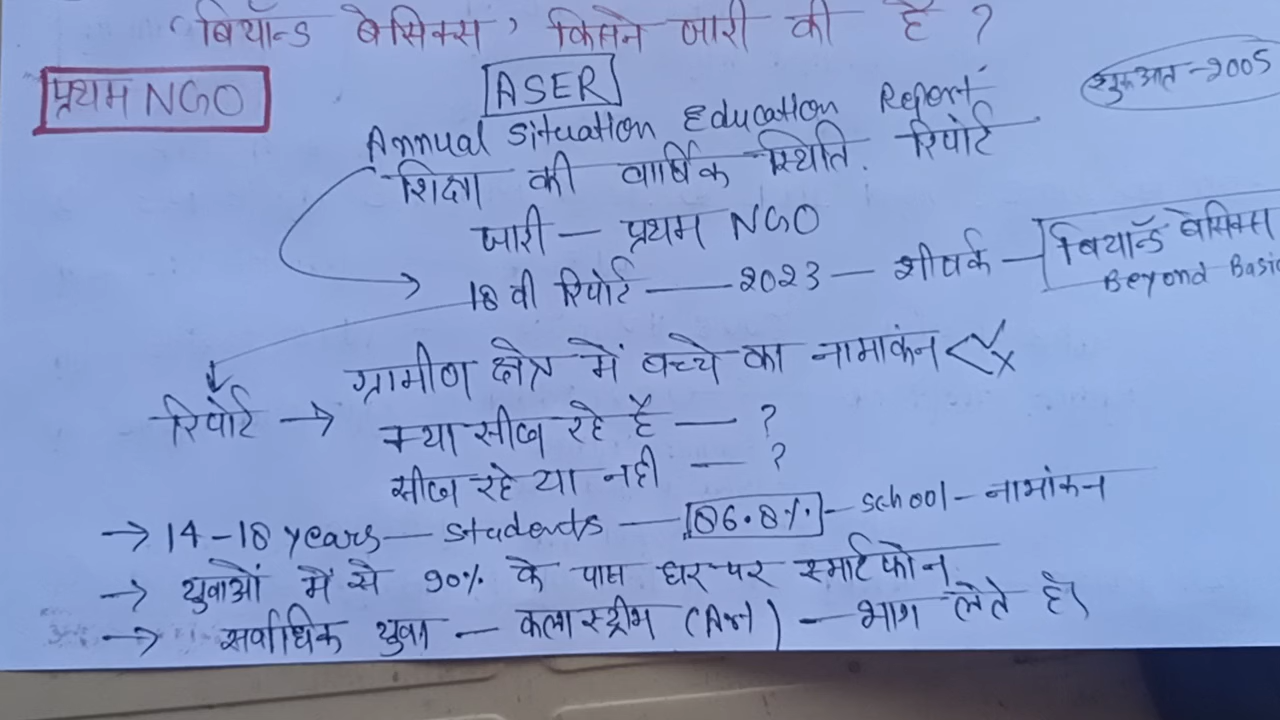 ‘बियॉन्ड बेसिक्स’ किसने जारी की है ?
प्रथम NGO
ASER
शुरुआत - 2005
Annual Situation Education Report
शिक्षा की वार्षिक स्थिति रिपोर्ट
जारी — प्रथम NGO
18 वी रिपोर्ट — 2023 — शीर्षक — बियॉन्ड बेसिक्स
Beyond Basic
ग्रामीण क्षेत्र में बच्चे का नामाकंन < ✓ ×
रिपोर्ट → क्या सीख रहे है — ?
सीख रहे या नही — ?
→ 14-18 years — students — 86.8% — school - नामांकन
→ युवाओं में से 90% के पास घर पर स्मार्टफोन
→ सर्वाधिक युवा — कला स्ट्रीम (Art) — भाग लेते है।